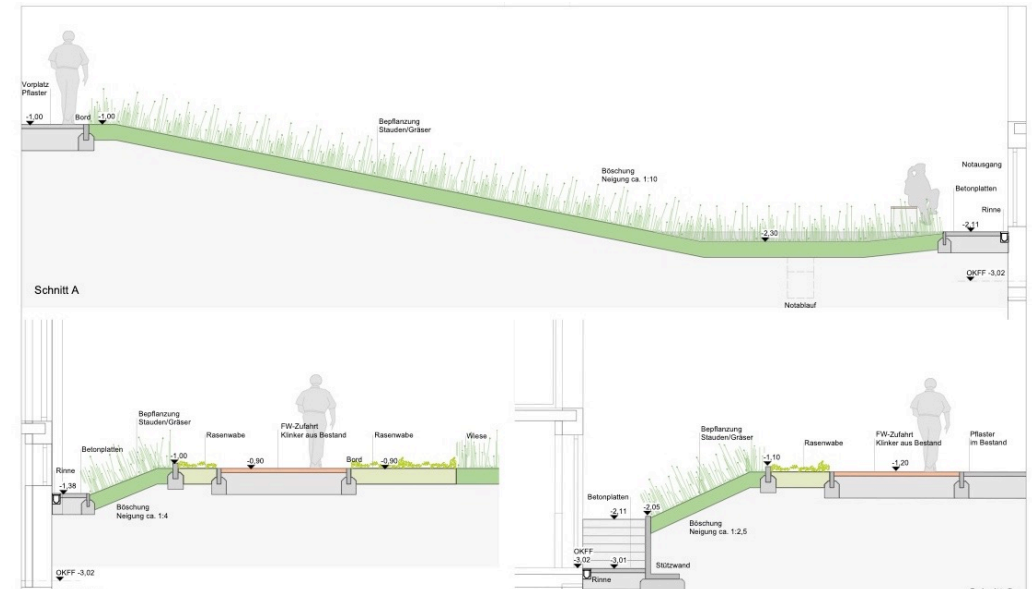 Vorplatz
Pflaster
-1,00
Bord
-1,00
Bepflanzung
Stauden/Gräser
Böschung
Neigung ca. 1:10
Notausgang
Betonplatten
Rinne
-2,11
-2,30
OKFF -3,02
Schnitt A
Notablauf
Bepflanzung
Stauden/Gräser
Betonplatten
Rasenwabe
FW-Zufahrt
Klinker aus Bestand
Rasenwabe
Wiese
Rinne
-1,00
-0,90
Bord
-0,90
-1,38
Böschung
Neigung ca. 1:4
OKFF -3,02
Bepflanzung
Stauden/Gräser
Rasenwabe
FW-Zufahrt
Klinker aus Bestand
Pflaster
im Bestand
-1,10
-1,20
Betonplatten
-2,11
-2,05
Böschung
Neigung ca. 1:2,5
OKFF
-3,02
-3,01
Stützwand
Rinne